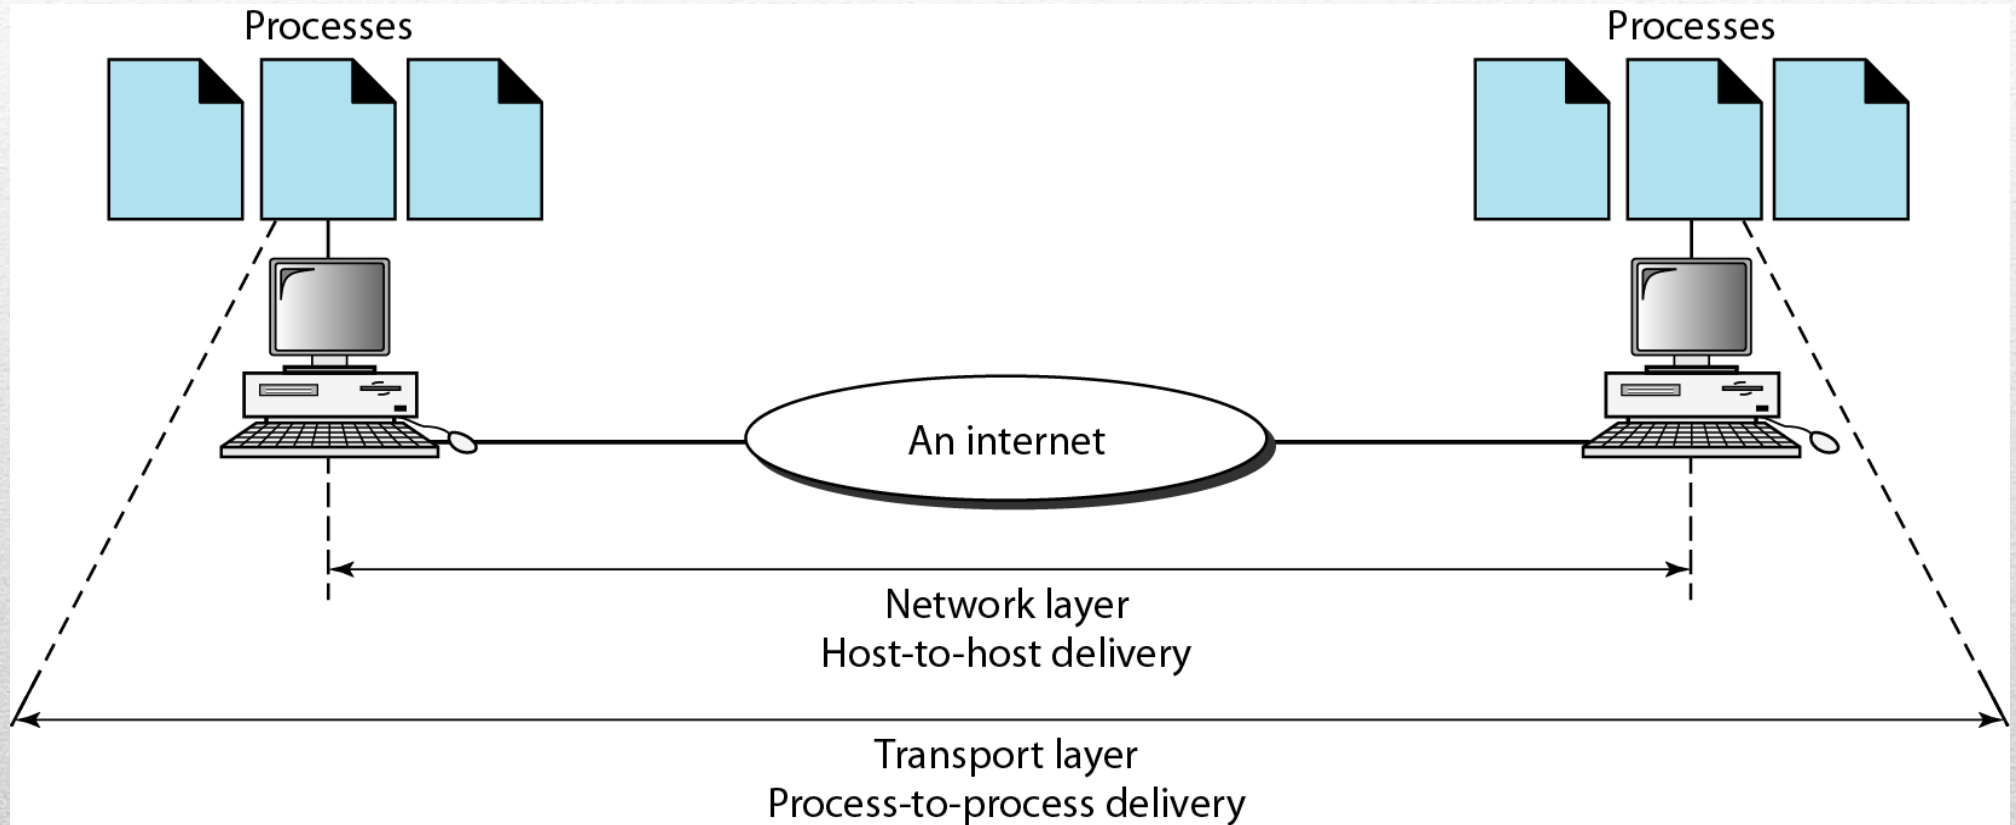 Processes
Processes
An internet
Network layer
Host-to-host delivery
Transport layer
Process-to-process delivery